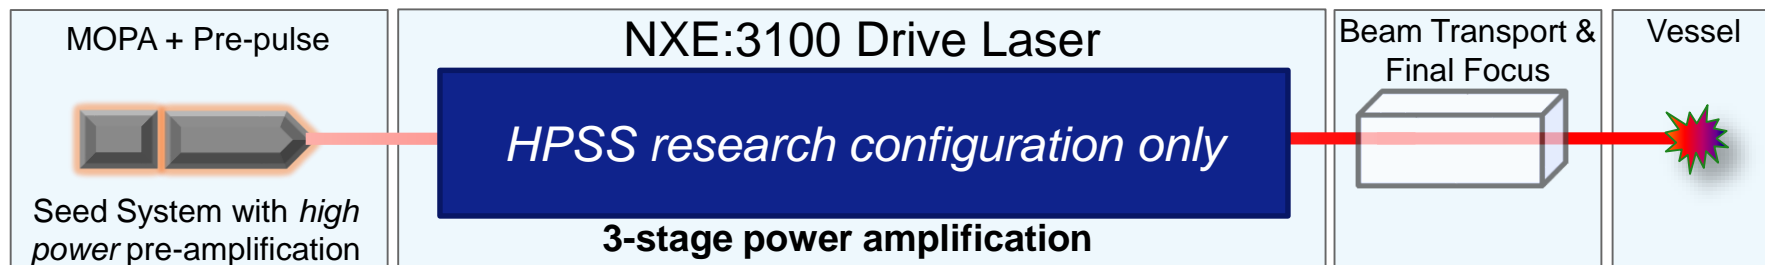 MOPA + Pre-pulse
Seed System with high
power pre-amplification
NXE:3100 Drive Laser
HPSS research configuration only
3-stage power amplification
Beam Transport &
Final Focus
Vessel